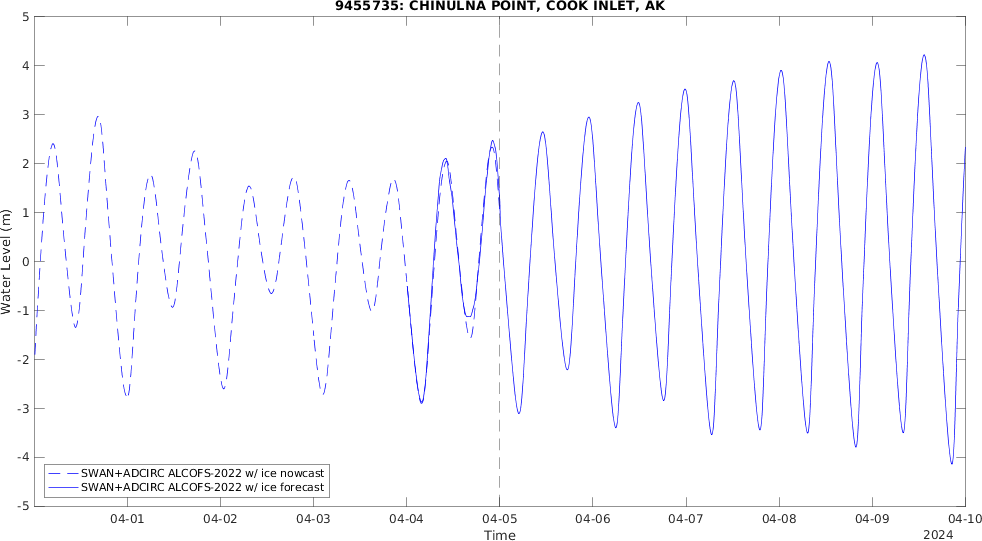 9455735: CHINULNA POINT, COOK INLET, AK
5
4
3
2
1
0
-1
-2
-3
-4
-5
Water Level (m)
SWAN+ADCIRC ALCOFS-2022 w/ ice nowcast
SWAN+ADCIRC ALCOFS-2022 w/ ice forecast
04-01 04-02 04-03 04-04 04-05 04-06 04-07 04-08 04-09 04-10
Time
2024